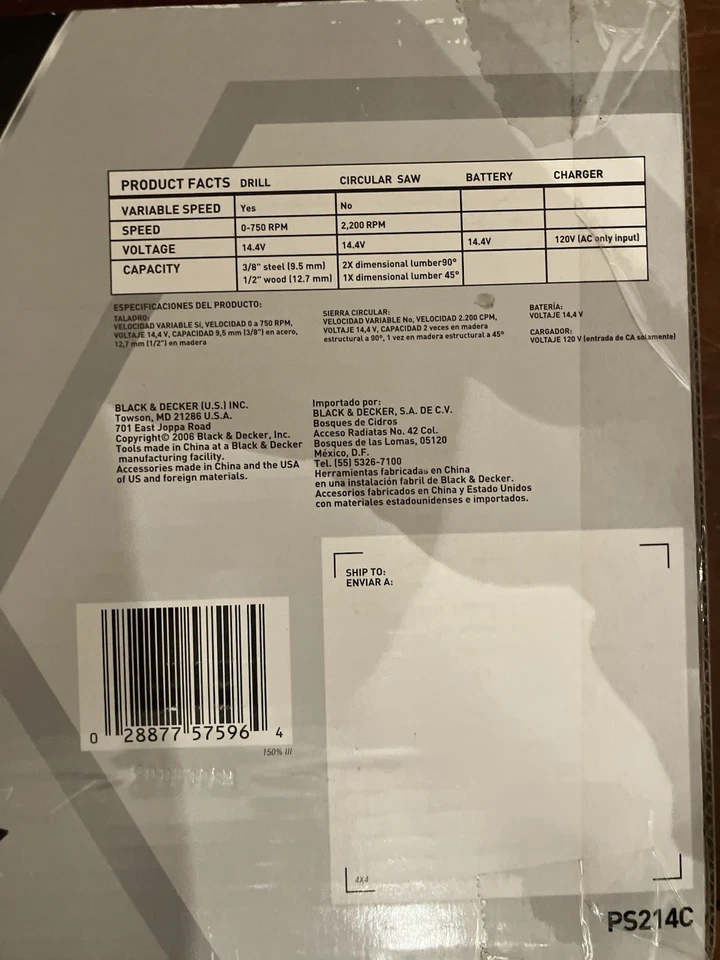 PRODUCT FACTS DRILL CIRCULAR SAW BATTERY CHARGER
VARIABLE SPEED Yes No
SPEED 0-750 RPM 2,200 RPM
VOLTAGE 14.4V 14.4V 14.4V 120V (AC only input)
CAPACITY 3/8" steel (9.5 mm) 2X dimensional lumber90°
1/2" wood (12.7 mm) 1X dimensional lumber 45°
ESPECIFICACIONES DEL PRODUCTO:
TALADRO:
VELOCIDAD VARIABLE Sí, VELOCIDAD 0 a 750 RPM,
VOLTAJE 14,4 V, CAPACIDAD 9,5 mm (3/8") en acero,
12,7 mm (1/2") en madera
SIERRA CIRCULAR:
VELOCIDAD VARIABLE No, VELOCIDAD 2.200 CPM,
VOLTAJE 14,4 V, CAPACIDAD 2 veces en madera
estructural a 90°, 1 vez en madera estructural a 45°
BATERÍA:
VOLTAJE 14,4 V
CARGADOR:
VOLTAJE 120 V (entrada de CA solamente)
BLACK & DECKER (U.S.) INC.
Towson, MD 21286 U.S.A.
701 East Joppa Road
Copyright© 2006 Black & Decker, Inc.
Tools made in China at a Black & Decker
manufacturing facility.
Accessories made in China and the USA
of US and foreign materials.
Importado por:
BLACK & DECKER, S.A. DE C.V.
Bosques de Cidros
Acceso Radiatas No. 42 Col.
Bosques de las Lomas, 05120
México, D.F.
Tel. (55) 5326-7100
Herramientas fabricadas en China
en una instalación fabril de Black & Decker.
Accesorios fabricados en China y Estado Unidos
con materiales estadounidenses e importados.
SHIP TO:
ENVIAR A:
0 28877 57596 4
150% III
4X4
PS214C